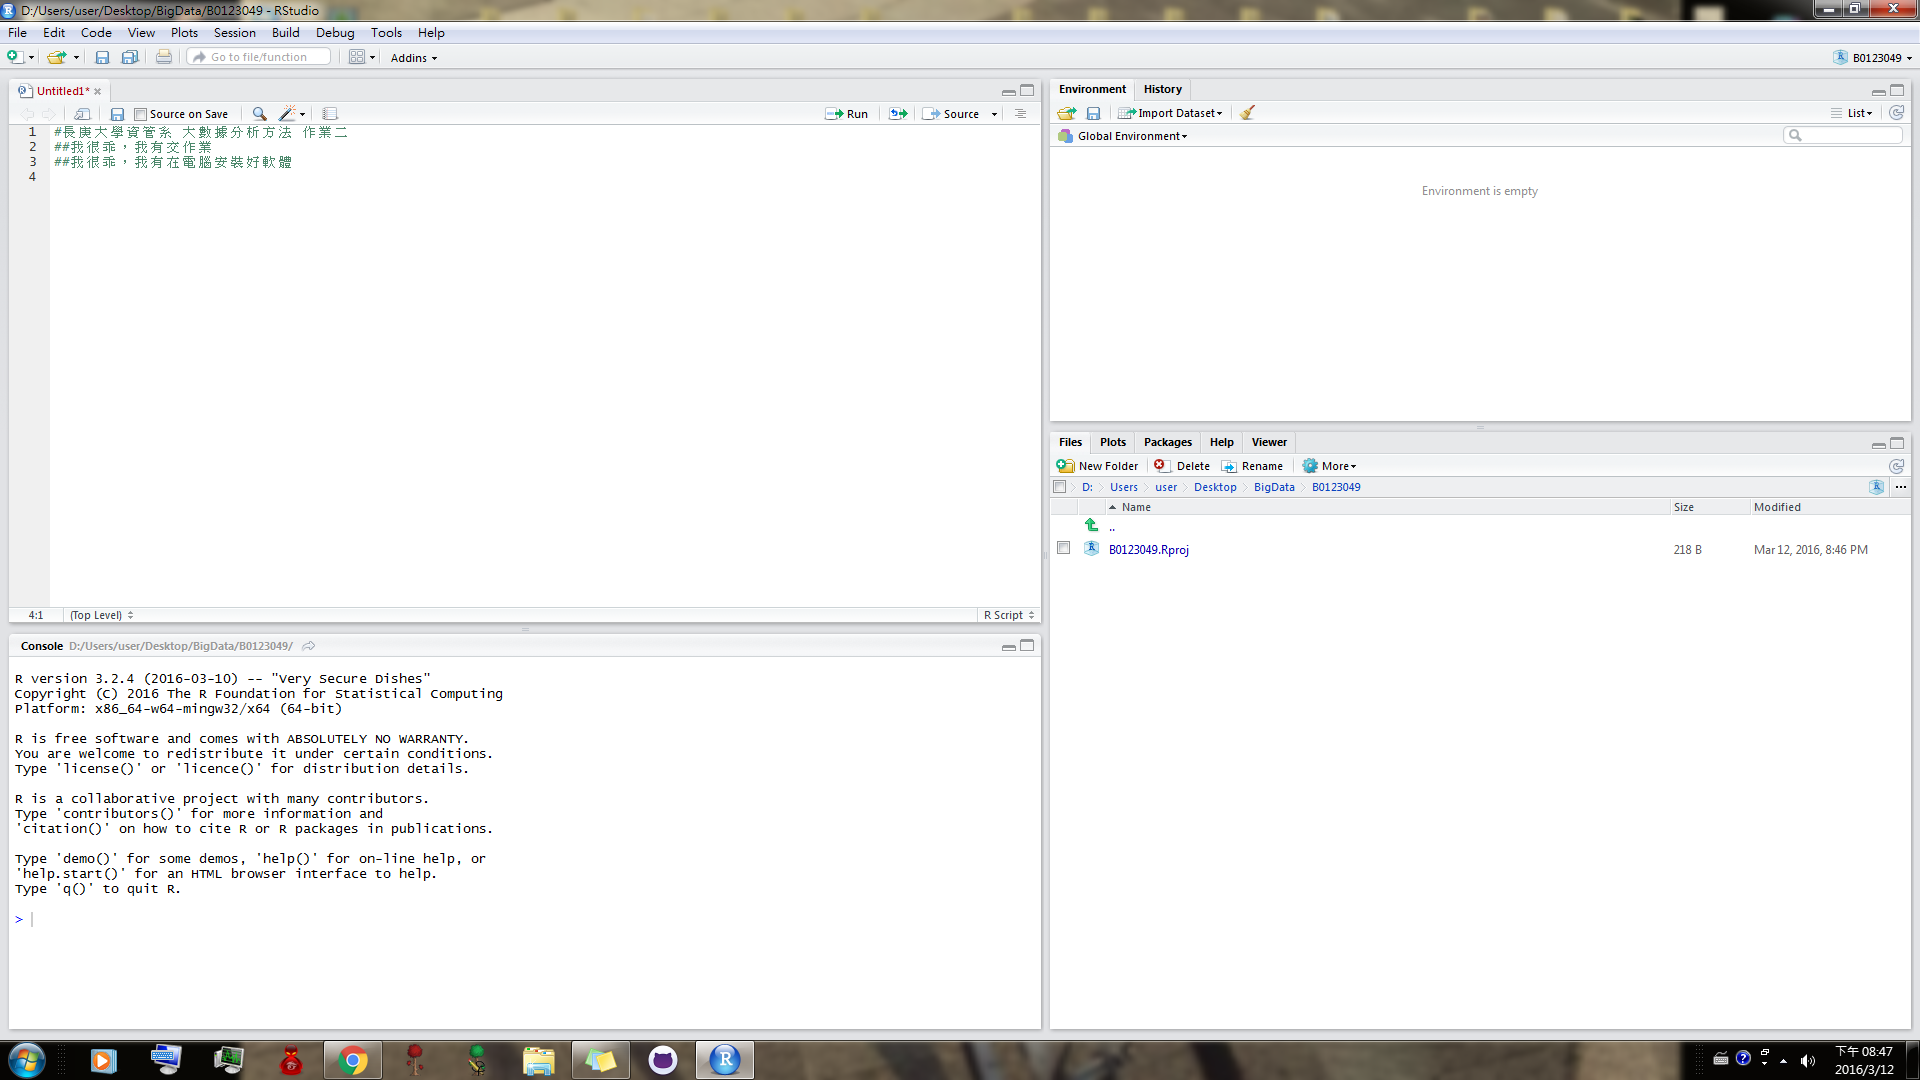 D:/Users/user/Desktop/BigData/B0123049 - RStudio
File Edit Code View Plots Session Build Debug Tools Help
Go to file/function Addins B0123049
Untitled1*
Source on Save Run Source
1 #長庚大學資管系 大數據分析方法 作業二
2 ##我很乖，我有交作業
3 ##我很乖，我有在電腦安裝好軟體
4
4:1 (Top Level) R Script
Console D:/Users/user/Desktop/BigData/B0123049/
R version 3.2.4 (2016-03-10) -- "Very Secure Dishes"
Copyright (C) 2016 The R Foundation for Statistical Computing
Platform: x86_64-w64-mingw32/x64 (64-bit)
R is free software and comes with ABSOLUTELY NO WARRANTY.
You are welcome to redistribute it under certain conditions.
Type 'license()' or 'licence()' for distribution details.
R is a collaborative project with many contributors.
Type 'contributors()' for more information and
'citation()' on how to cite R or R packages in publications.
Type 'demo()' for some demos, 'help()' for on-line help, or
'help.start()' for an HTML browser interface to help.
Type 'q()' to quit R.
>
Environment History
Import Dataset List
Global Environment
Environment is empty
Files Plots Packages Help Viewer
New Folder Delete Rename More
D: Users user Desktop BigData B0123049
Name Size Modified
..
B0123049.Rproj 218 B Mar 12, 2016, 8:46 PM
下午 08:47
2016/3/12